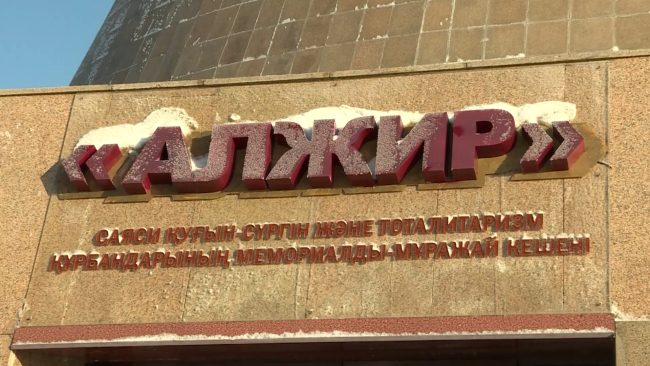 «АЛЖИР»
САЯСИ ҚУҒЫН-СҮРГІН ЖӘНЕ ТОТАЛИТАРИЗМ
ҚҰРБАНДАРЫНЫҢ МЕМОРИАЛДЫ-МҰРАЖАЙ КЕШЕНІ